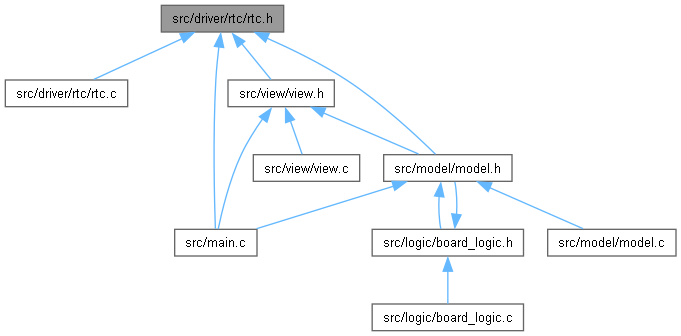 src/driver/rtc/rtc.h
src/driver/rtc/rtc.c
src/view/view.h
src/view/view.c
src/model/model.h
src/main.c
src/logic/board_logic.h
src/model/model.c
src/logic/board_logic.c